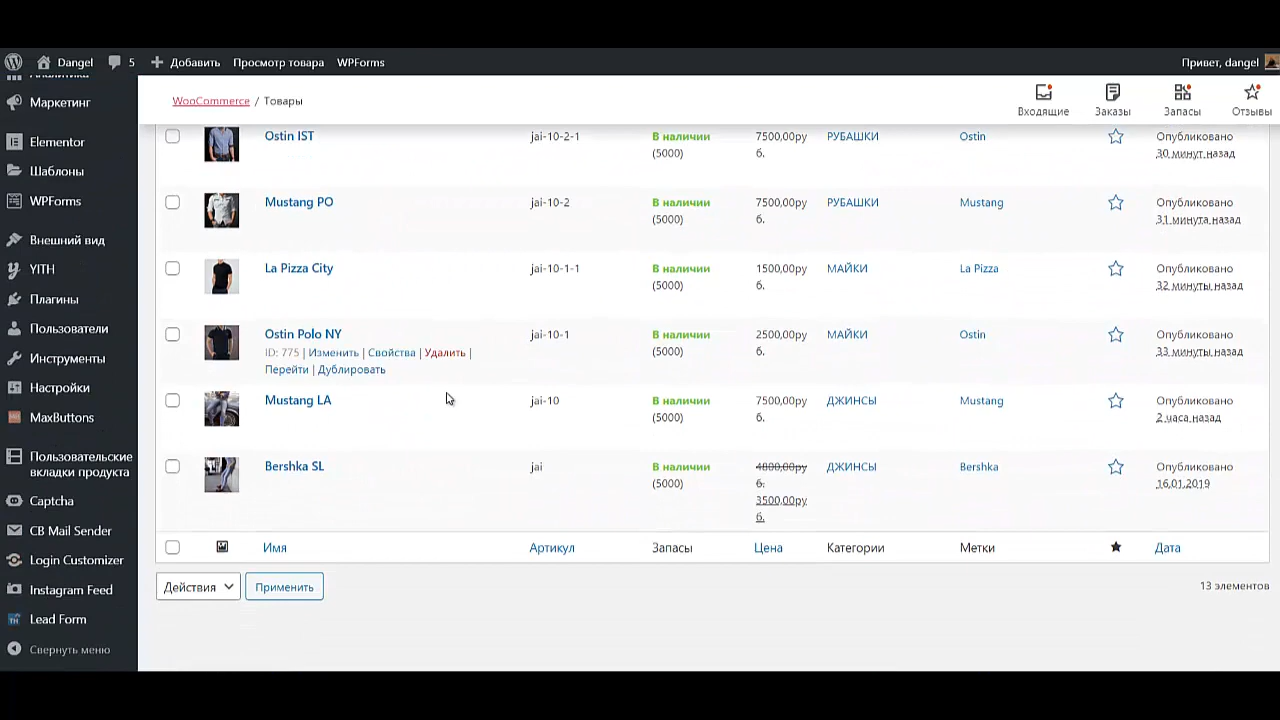 Dangel 5 Добавить Просмотр товара WPForms Привет, dangel
Аналитика
Маркетинг
Elementor
Шаблоны
WPForms
Внешний вид
YITH
Плагины
Пользователи
Инструменты
Настройки
MaxButtons
Пользовательские
вкладки продукта
Captcha
CB Mail Sender
Login Customizer
Instagram Feed
Lead Form
Свернуть меню
WooCommerce / Товары
Входящие Заказы Запасы Отзывы
Ostin IST jai-10-2-1 В наличии 7500,00ру РУБАШКИ Ostin Опубликовано
(5000) б. 30 минут назад
Mustang PO jai-10-2 В наличии 7500,00ру РУБАШКИ Mustang Опубликовано
(5000) б. 31 минута назад
La Pizza City jai-10-1-1 В наличии 1500,00ру МАЙКИ La Pizza Опубликовано
(5000) б. 32 минуты назад
Ostin Polo NY jai-10-1 В наличии 2500,00ру МАЙКИ Ostin Опубликовано
ID: 775 | Изменить | Свойства | Удалить | (5000) б. 33 минуты назад
Перейти | Дублировать
Mustang LA jai-10 В наличии 7500,00ру ДЖИНСЫ Mustang Опубликовано
(5000) б. 2 часа назад
Bershka SL jai В наличии 4800,00ру ДЖИНСЫ Bershka Опубликовано
(5000) б. 16.01.2019
3500,00ру
б.
Имя Артикул Запасы Цена Категории Метки Дата
Действия Применить 13 элементов